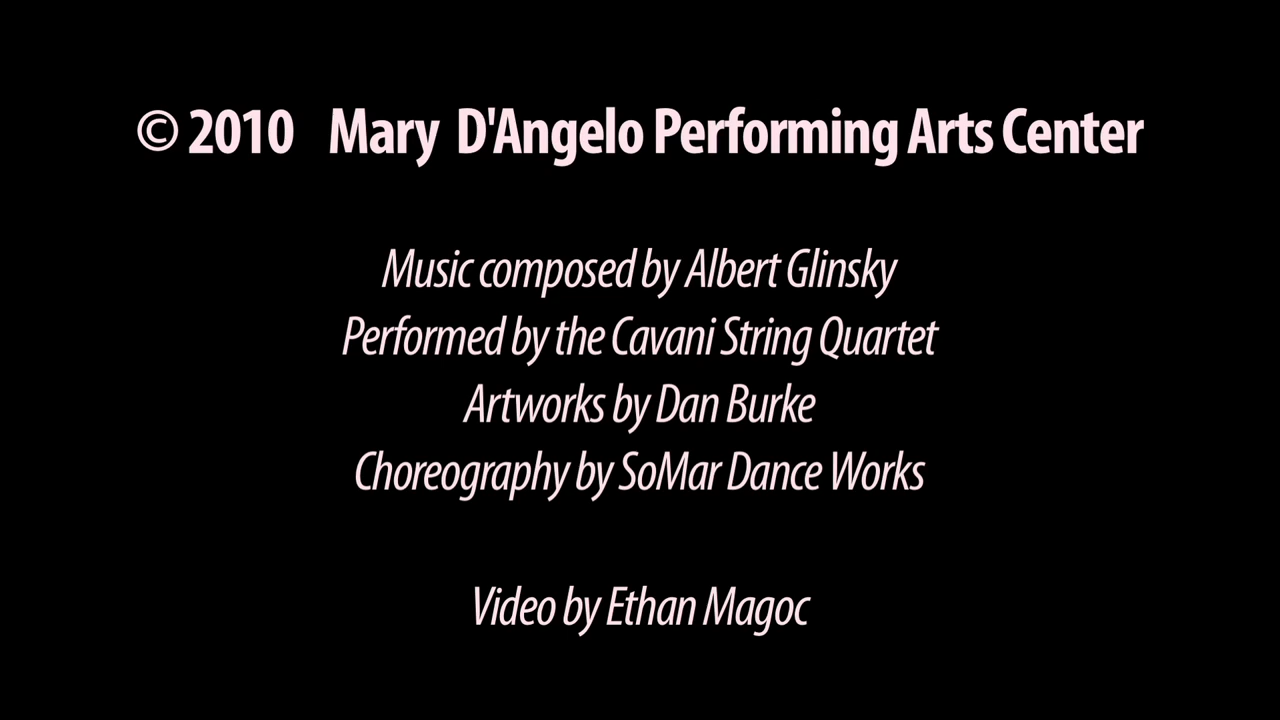 © 2010 Mary D'Angelo Performing Arts Center
Music composed by Albert Glinsky
Performed by the Cavani String Quartet
Artworks by Dan Burke
Choreography by SoMar Dance Works
Video by Ethan Magoc